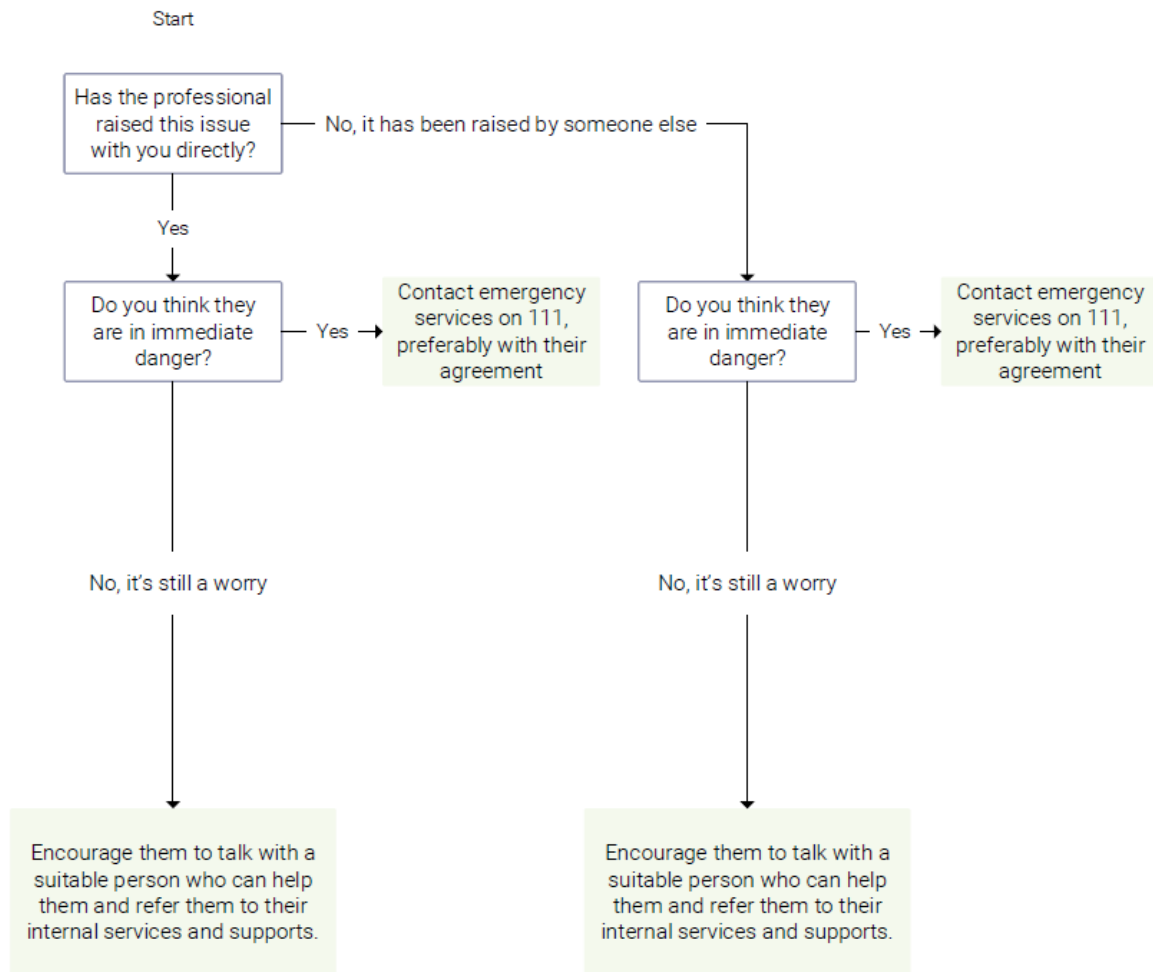 Start
Has the professional
raised this issue
with you directly?
No, it has been raised by someone else
Yes
Do you think they
are in immediate
danger?
Yes
Contact emergency
services on 111,
preferably with their
agreement
Do you think they
are in immediate
danger?
Yes
Contact emergency
services on 111,
preferably with their
agreement
No, it's still a worry
No, it's still a worry
Encourage them to talk with a
suitable person who can help
them and refer them to their
internal services and supports.
Encourage them to talk with a
suitable person who can help
them and refer them to their
internal services and supports.